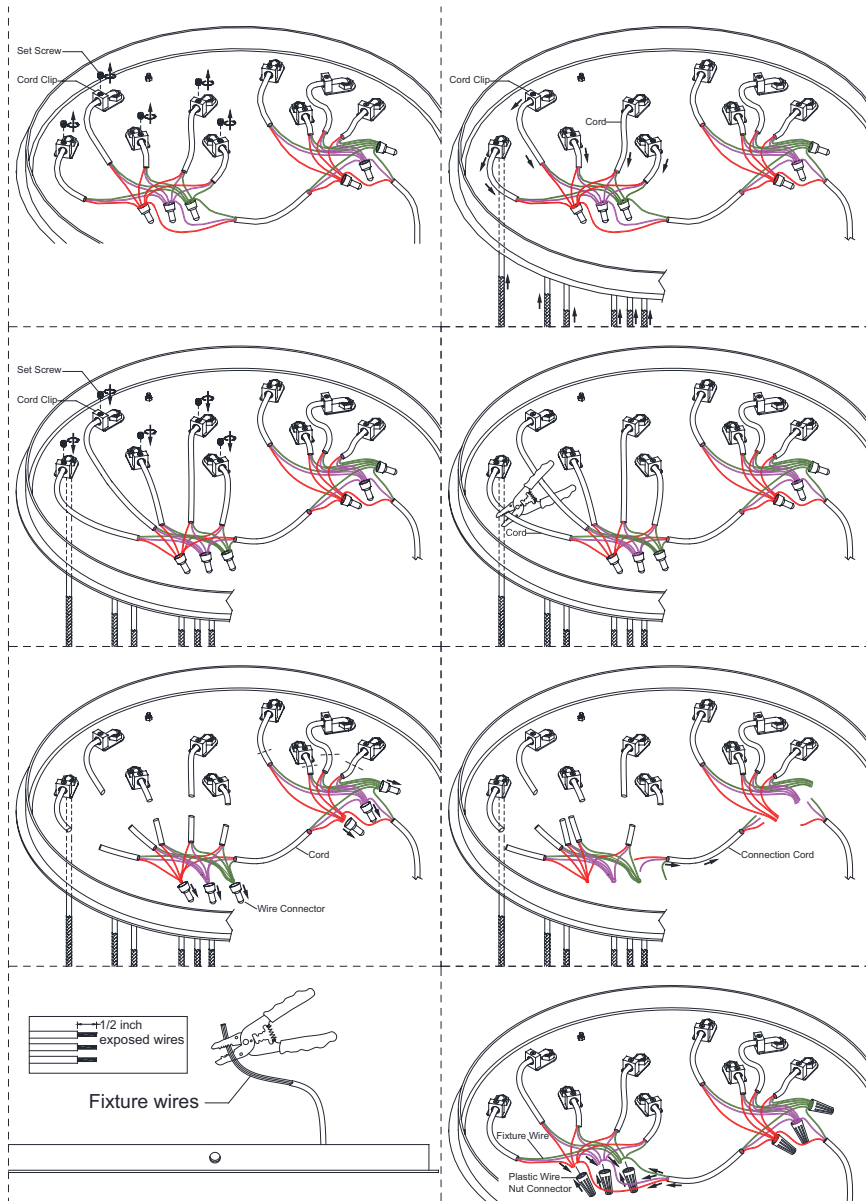 Set Screw
Cord Clip
Cord Clip
Cord
Set Screw
Cord Clip
Cord
Cord
Wire Connector
Connection Cord
1/2 inch
exposed wires
Fixture wires
Fixture Wire
Plastic Wire
Nut Connector